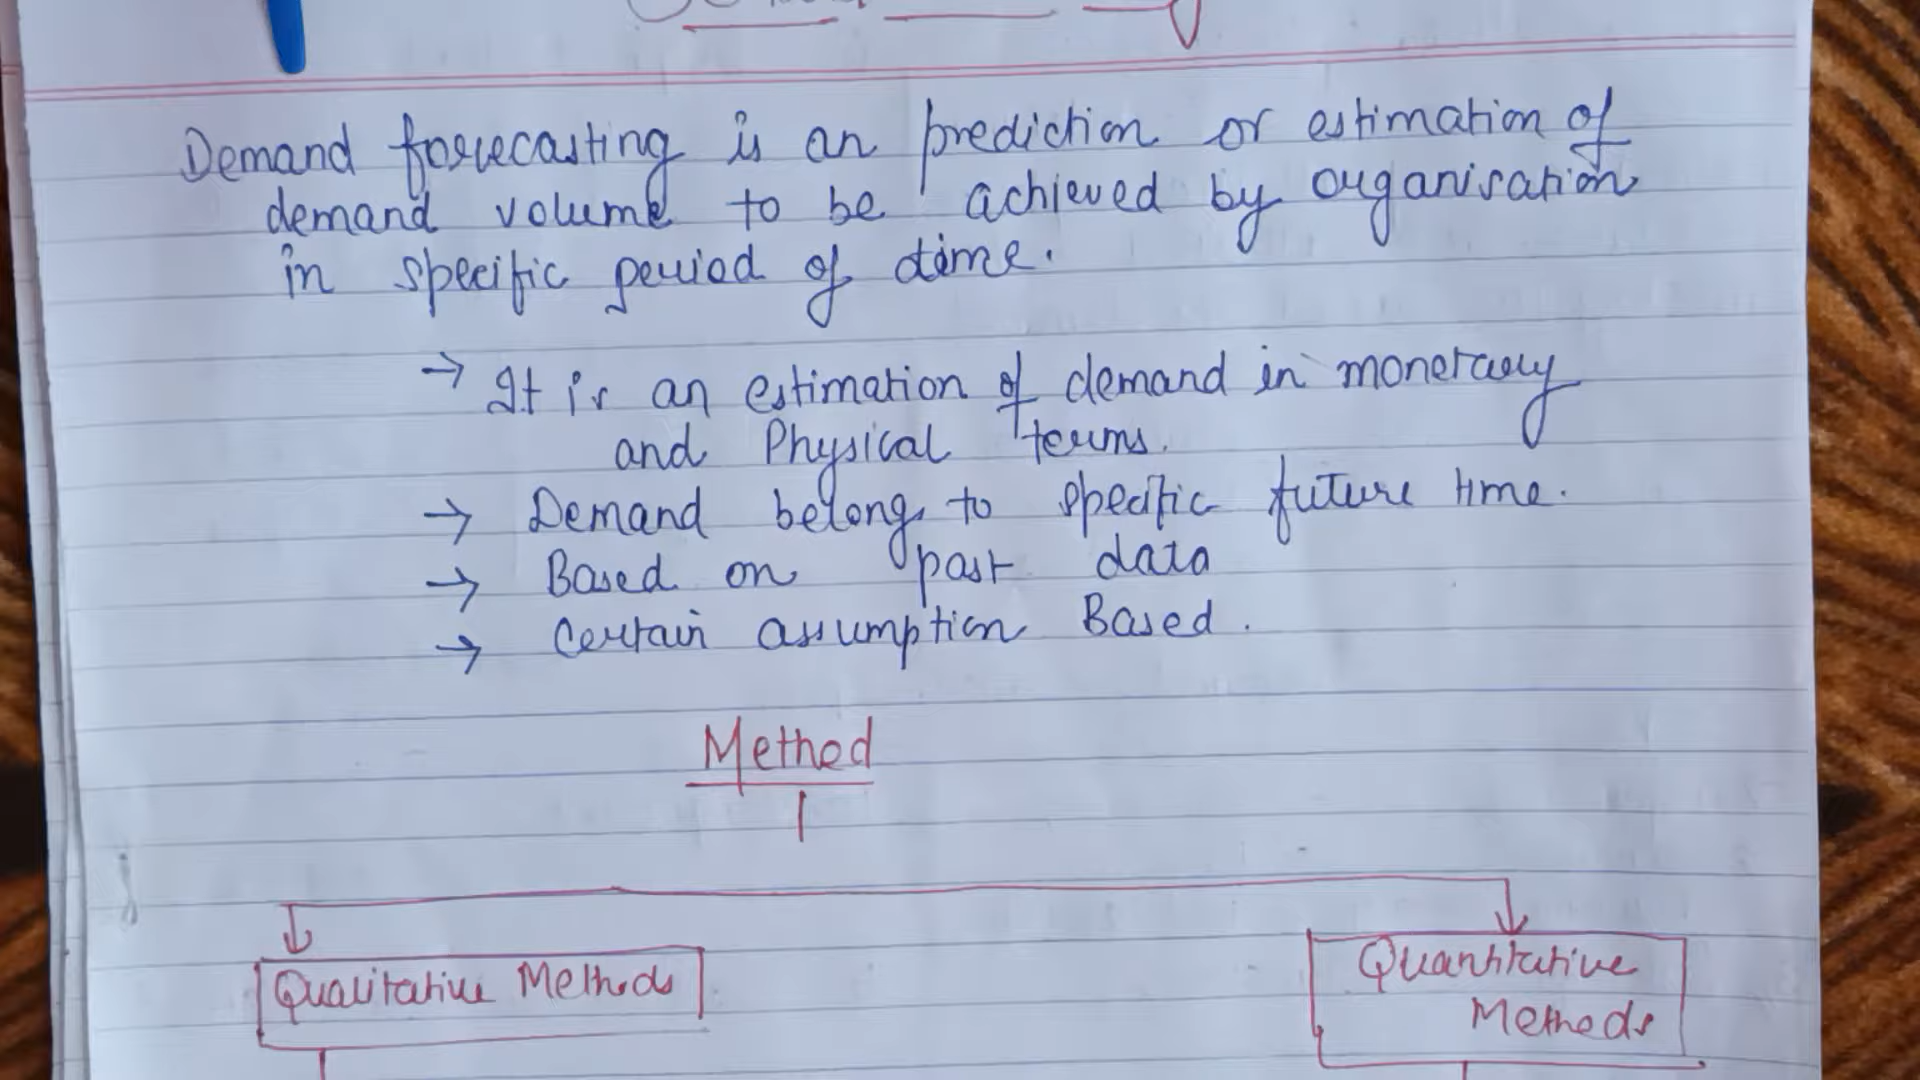 Demand forecasting is an prediction or estimation of
demand volume to be achieved by organisation
in specific period of time.
→ It is an estimation of demand in monetary
and Physical terms.
→ Demand belong to specific future time.
→ Based on past data
→ Certain assumption Based.
Method
Qualitative Methods
Quantitative
Methods